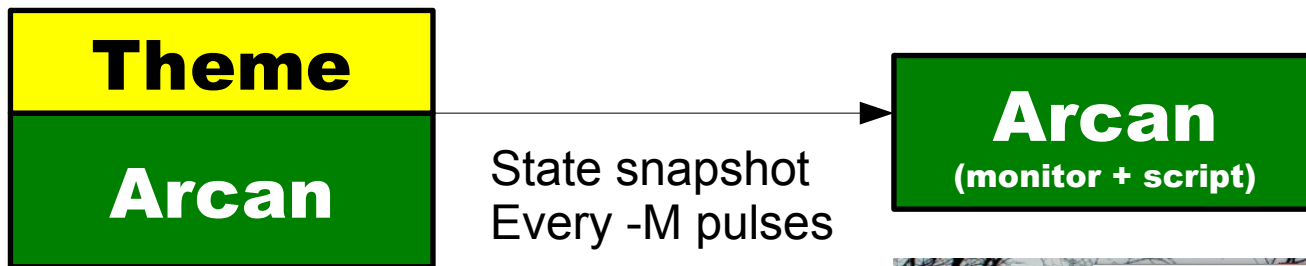 Theme
Arcan
State snapshot
Every -M pulses
Arcan
(monitor + script)